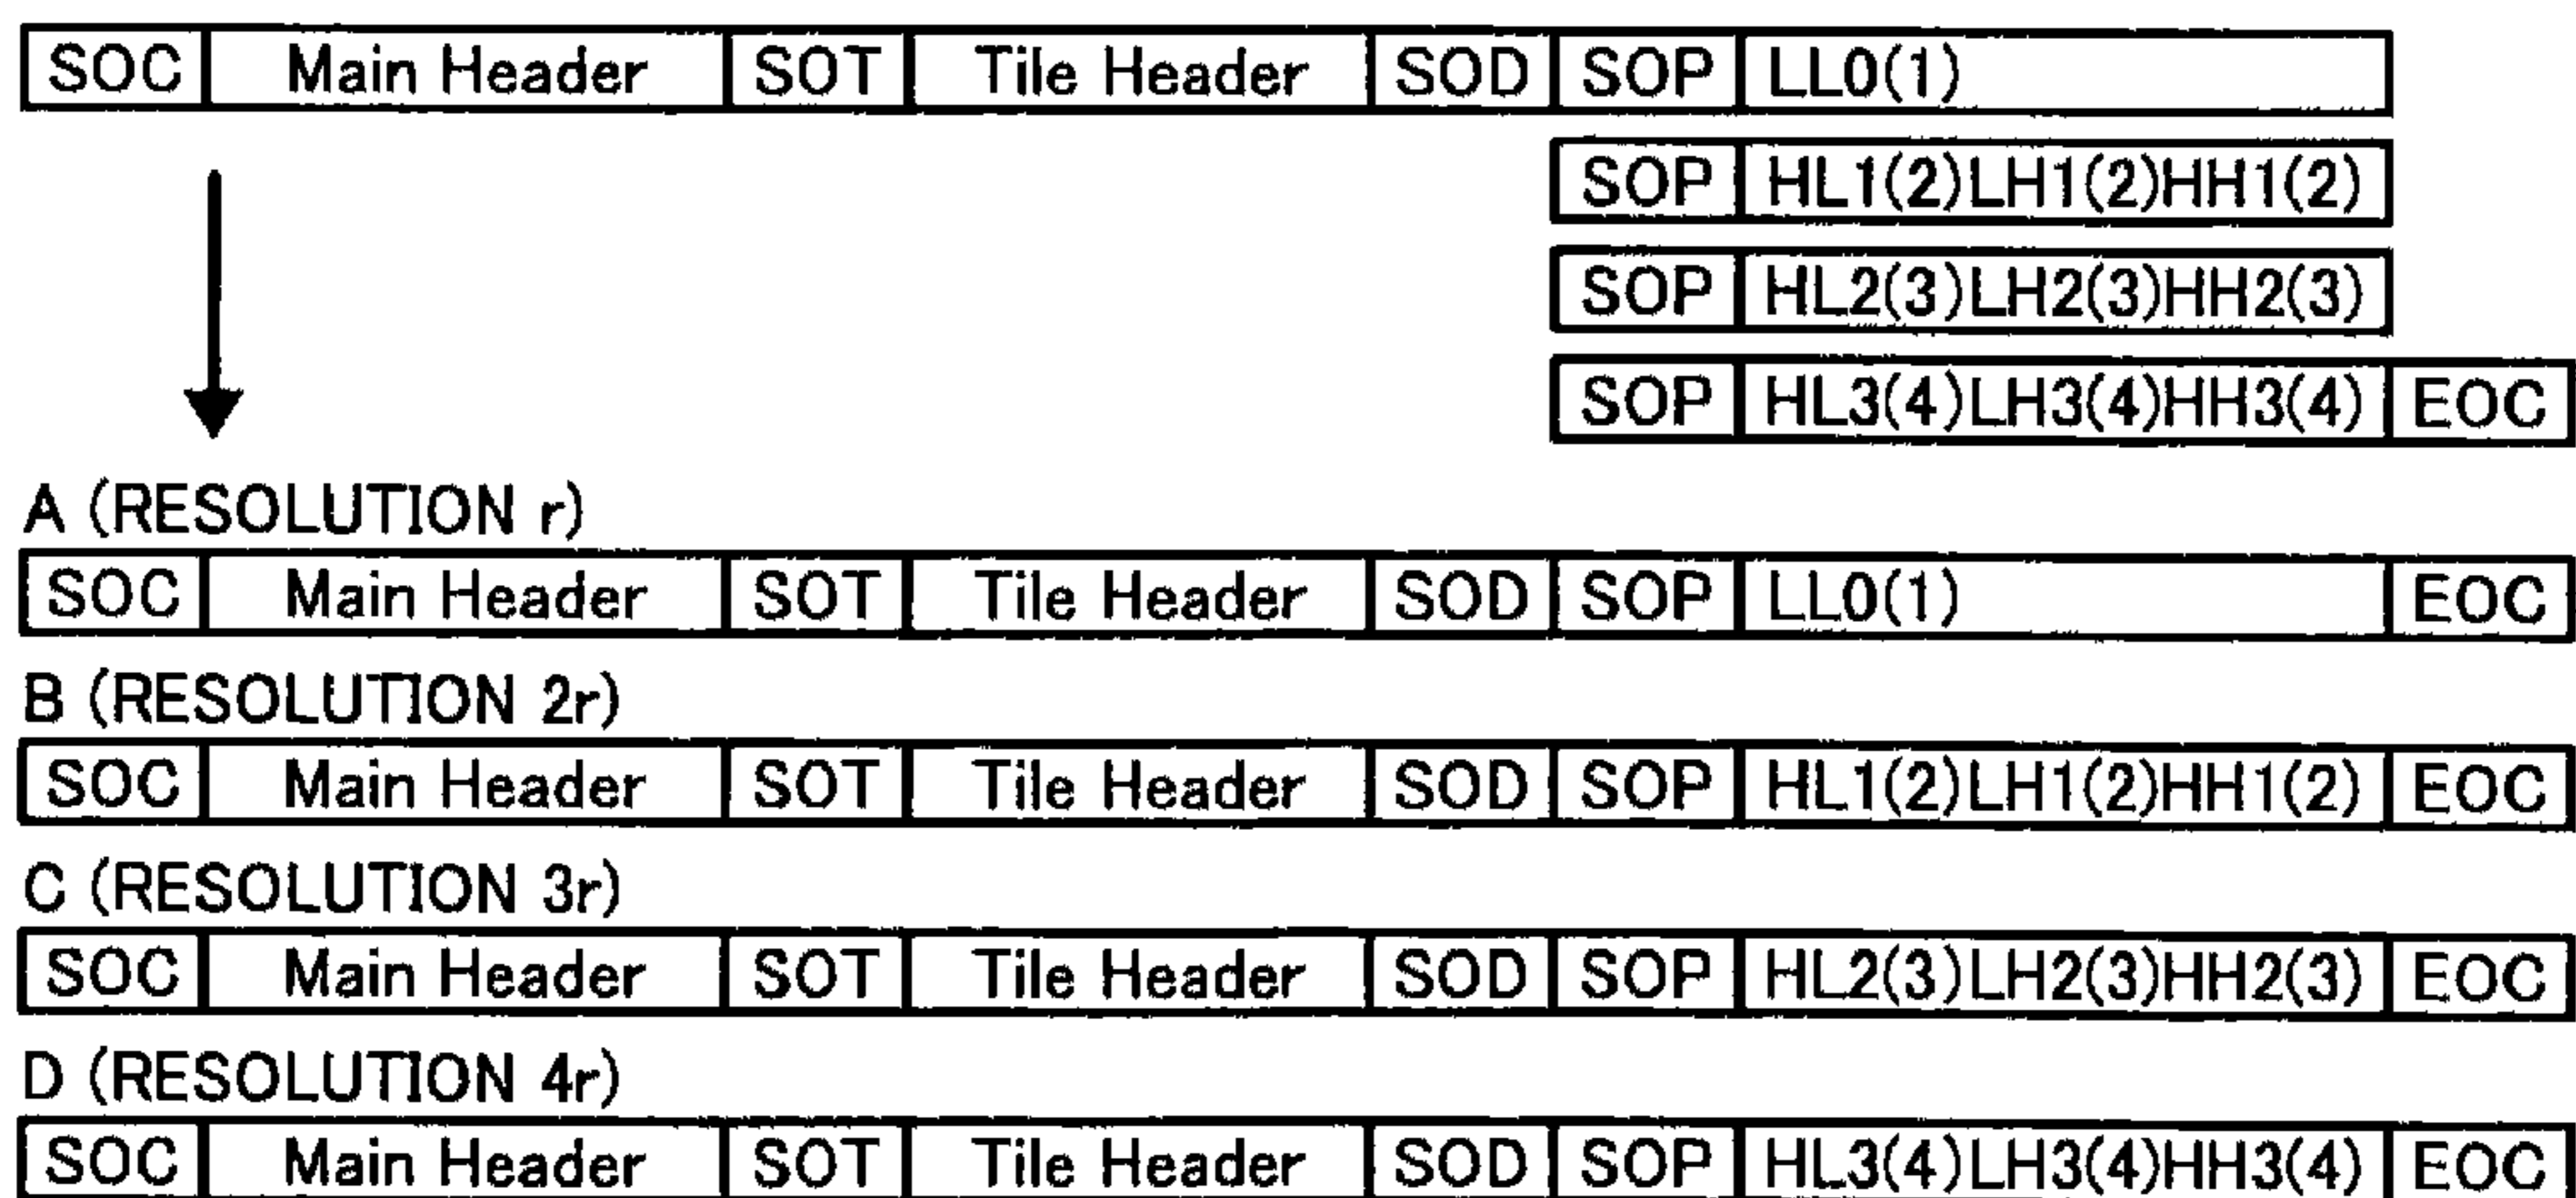 SOC Main Header SOT Tile Header SOD SOP LL0(1)
SOP HL1(2)LH1(2)HH1(2)
SOP HL2(3)LH2(3)HH2(3)
SOP HL3(4)LH3(4)HH3(4) EOC
A (RESOLUTION r)
SOC Main Header SOT Tile Header SOD SOP LL0(1) EOC
B (RESOLUTION 2r)
SOC Main Header SOT Tile Header SOD SOP HL1(2)LH1(2)HH1(2) EOC
C (RESOLUTION 3r)
SOC Main Header SOT Tile Header SOD SOP HL2(3)LH2(3)HH2(3) EOC
D (RESOLUTION 4r)
SOC Main Header SOT Tile Header SOD SOP HL3(4)LH3(4)HH3(4) EOC